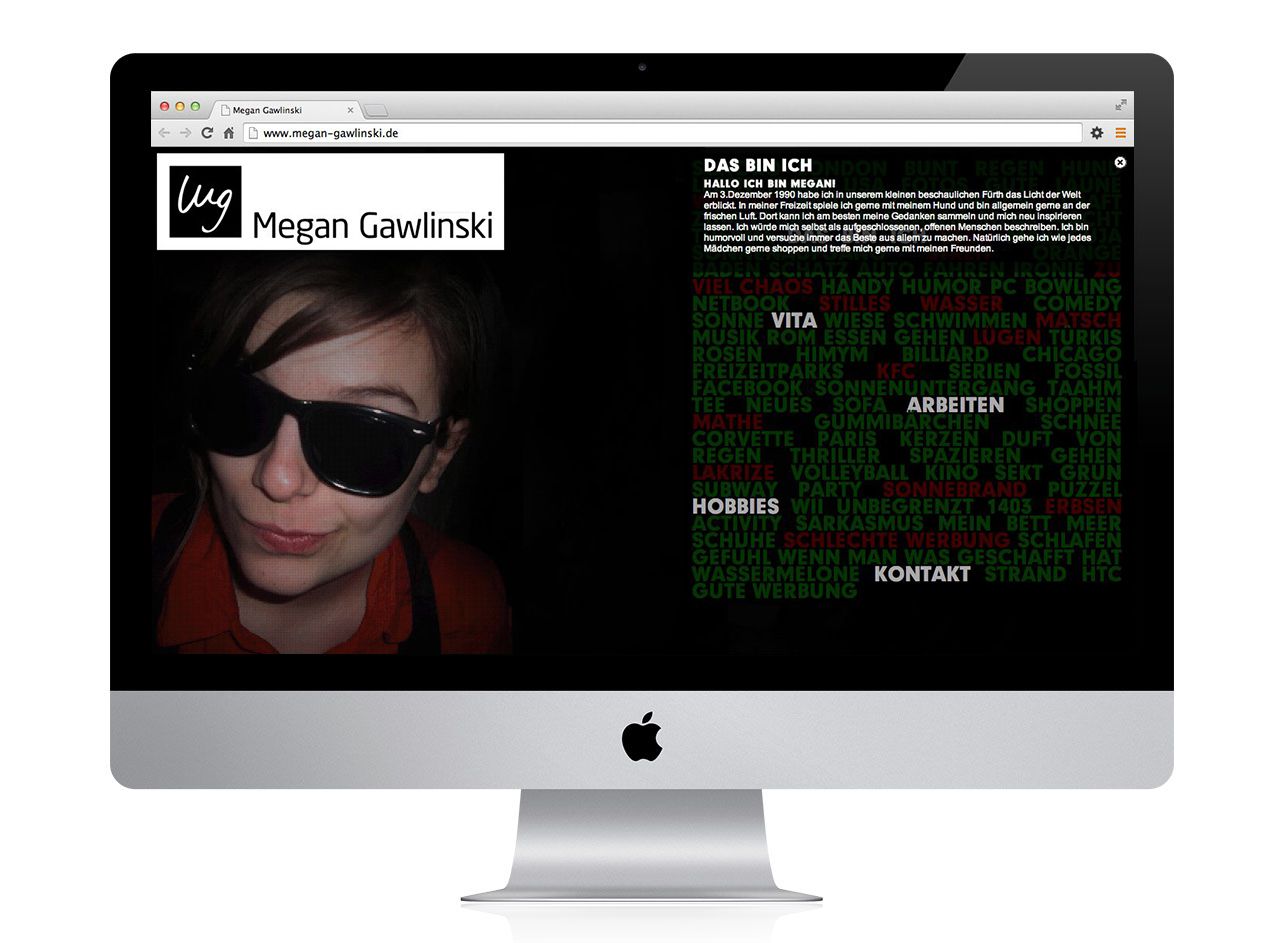 Megan Gawlinski
www.megan-gawlinski.de
Megan Gawlinski
DAS BIN ICH
HALLO ICH BIN MEGAN!
Am 3.Dezember 1990 habe ich in unserem kleinen beschaulichen Fürth das Licht der Welt
erblickt. In meiner Freizeit spiele ich gerne mit meinem Hund und bin allgemein gerne an der
frischen Luft. Dort kann ich am besten meine Gedanken sammeln und mich neu inspirieren
lassen. Ich würde mich selbst als aufgeschlossenen, offenen Menschen beschreiben. Ich bin
humorvoll und versuche immer das Beste aus allem zu machen. Natürlich gehe ich wie jedes
Mädchen gerne shoppen und treffe mich gerne mit meinen Freunden.
LONDON BUNT REGEN HUND
ORANGE
BADEN SCHATZ AUTO FAHREN IRONIE ZU
VIEL CHAOS HANDY HUMOR PC BOWLING
NETBOOK STILLES WASSER COMEDY
SONNE VITA WIESE SCHWIMMEN MATSCH
MUSIK ROM ESSEN GEHEN LÜGEN TÜRKIS
ROSEN HIMYM BILLIARD CHICAGO
FREIZEITPARKS KFC SERIEN FOSSIL
FACEBOOK SONNENUNTERGANG TAAHM
TEE NEUES SOFA ARBEITEN SHOPPEN
MATHE GUMMIBÄRCHEN SCHNEE
CORVETTE PARIS KERZEN DUFT VON
REGEN THRILLER SPAZIEREN GEHEN
LAKRIZE VOLLEYBALL KINO SEKT GRÜN
SUBWAY PARTY SONNEBRAND PUZZEL
HOBBIES WII UNBEGRENZT 1403 ERBSEN
ACTIVITY SARKASMUS MEIN BETT MEER
SCHUHE SCHLECHTE WERBUNG SCHLAFEN
GEFÜHL WENN MAN WAS GESCHAFFT HAT
WASSERMELONE KONTAKT STRAND HTC
GUTE WERBUNG